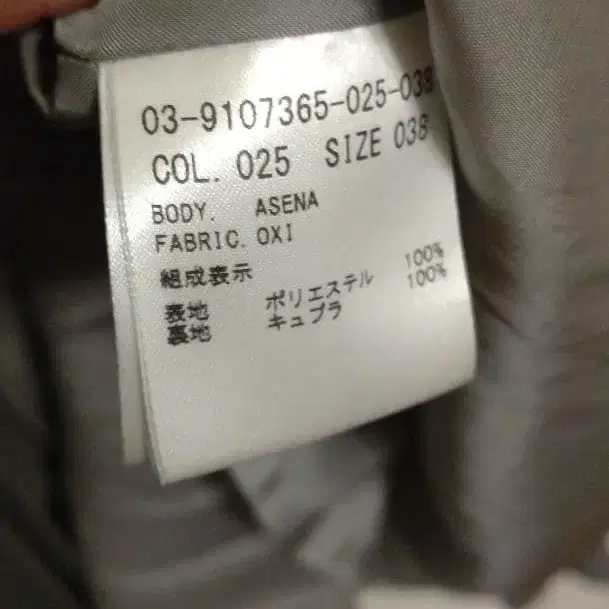 03-9107365-025-038
COL. 025 SIZE 038
BODY. ASENA
FABRIC. OXI
組成表示
表地 ポリエステル 100%
裏地 キュプラ 100%